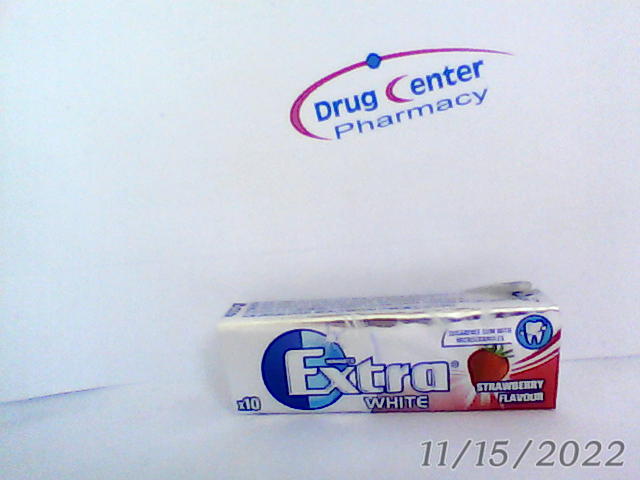 Drug Center
Pharmacy
SUGARFREE GUM WITH
MICROGRANULES
Extra®
WHITE
x10
STRAWBERRY
FLAVOUR
11/15/2022